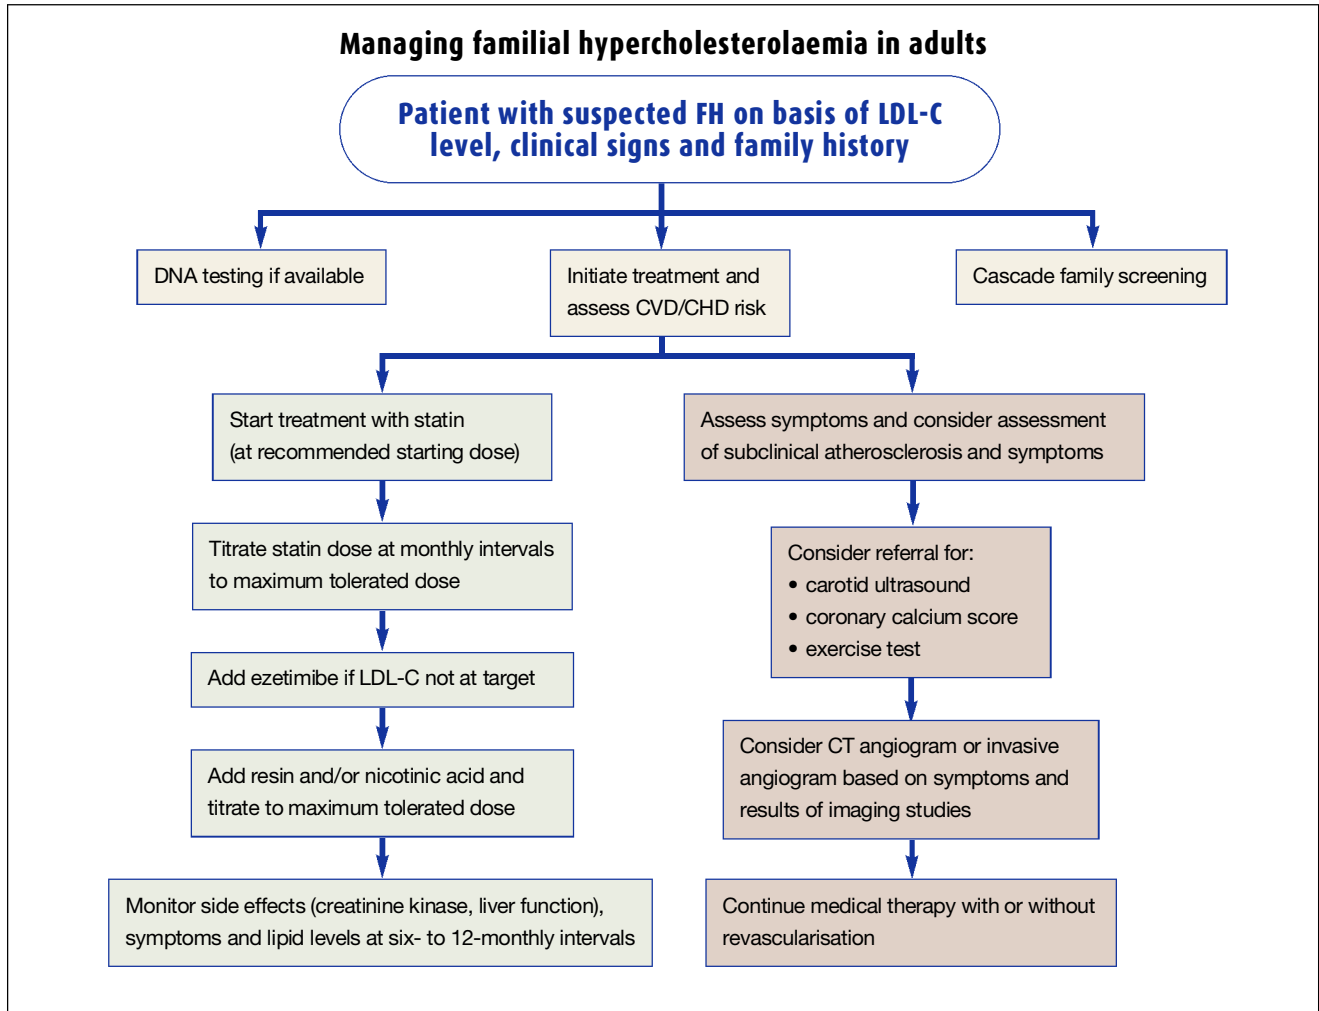 Managing familial hypercholesterolaemia in adults
Patient with suspected FH on basis of LDL-C
level, clinical signs and family history
DNA testing if available
Initiate treatment and
assess CVD/CHD risk
Cascade family screening
Start treatment with statin
(at recommended starting dose)
Titrate statin dose at monthly intervals
to maximum tolerated dose
Add ezetimibe if LDL-C not at target
Add resin and/or nicotinic acid and
titrate to maximum tolerated dose
Monitor side effects (creatinine kinase, liver function),
symptoms and lipid levels at six- to 12-monthly intervals
Assess symptoms and consider assessment
of subclinical atherosclerosis and symptoms
Consider referral for:
• carotid ultrasound
• coronary calcium score
• exercise test
Consider CT angiogram or invasive
angiogram based on symptoms and
results of imaging studies
Continue medical therapy with or without
revascularisation